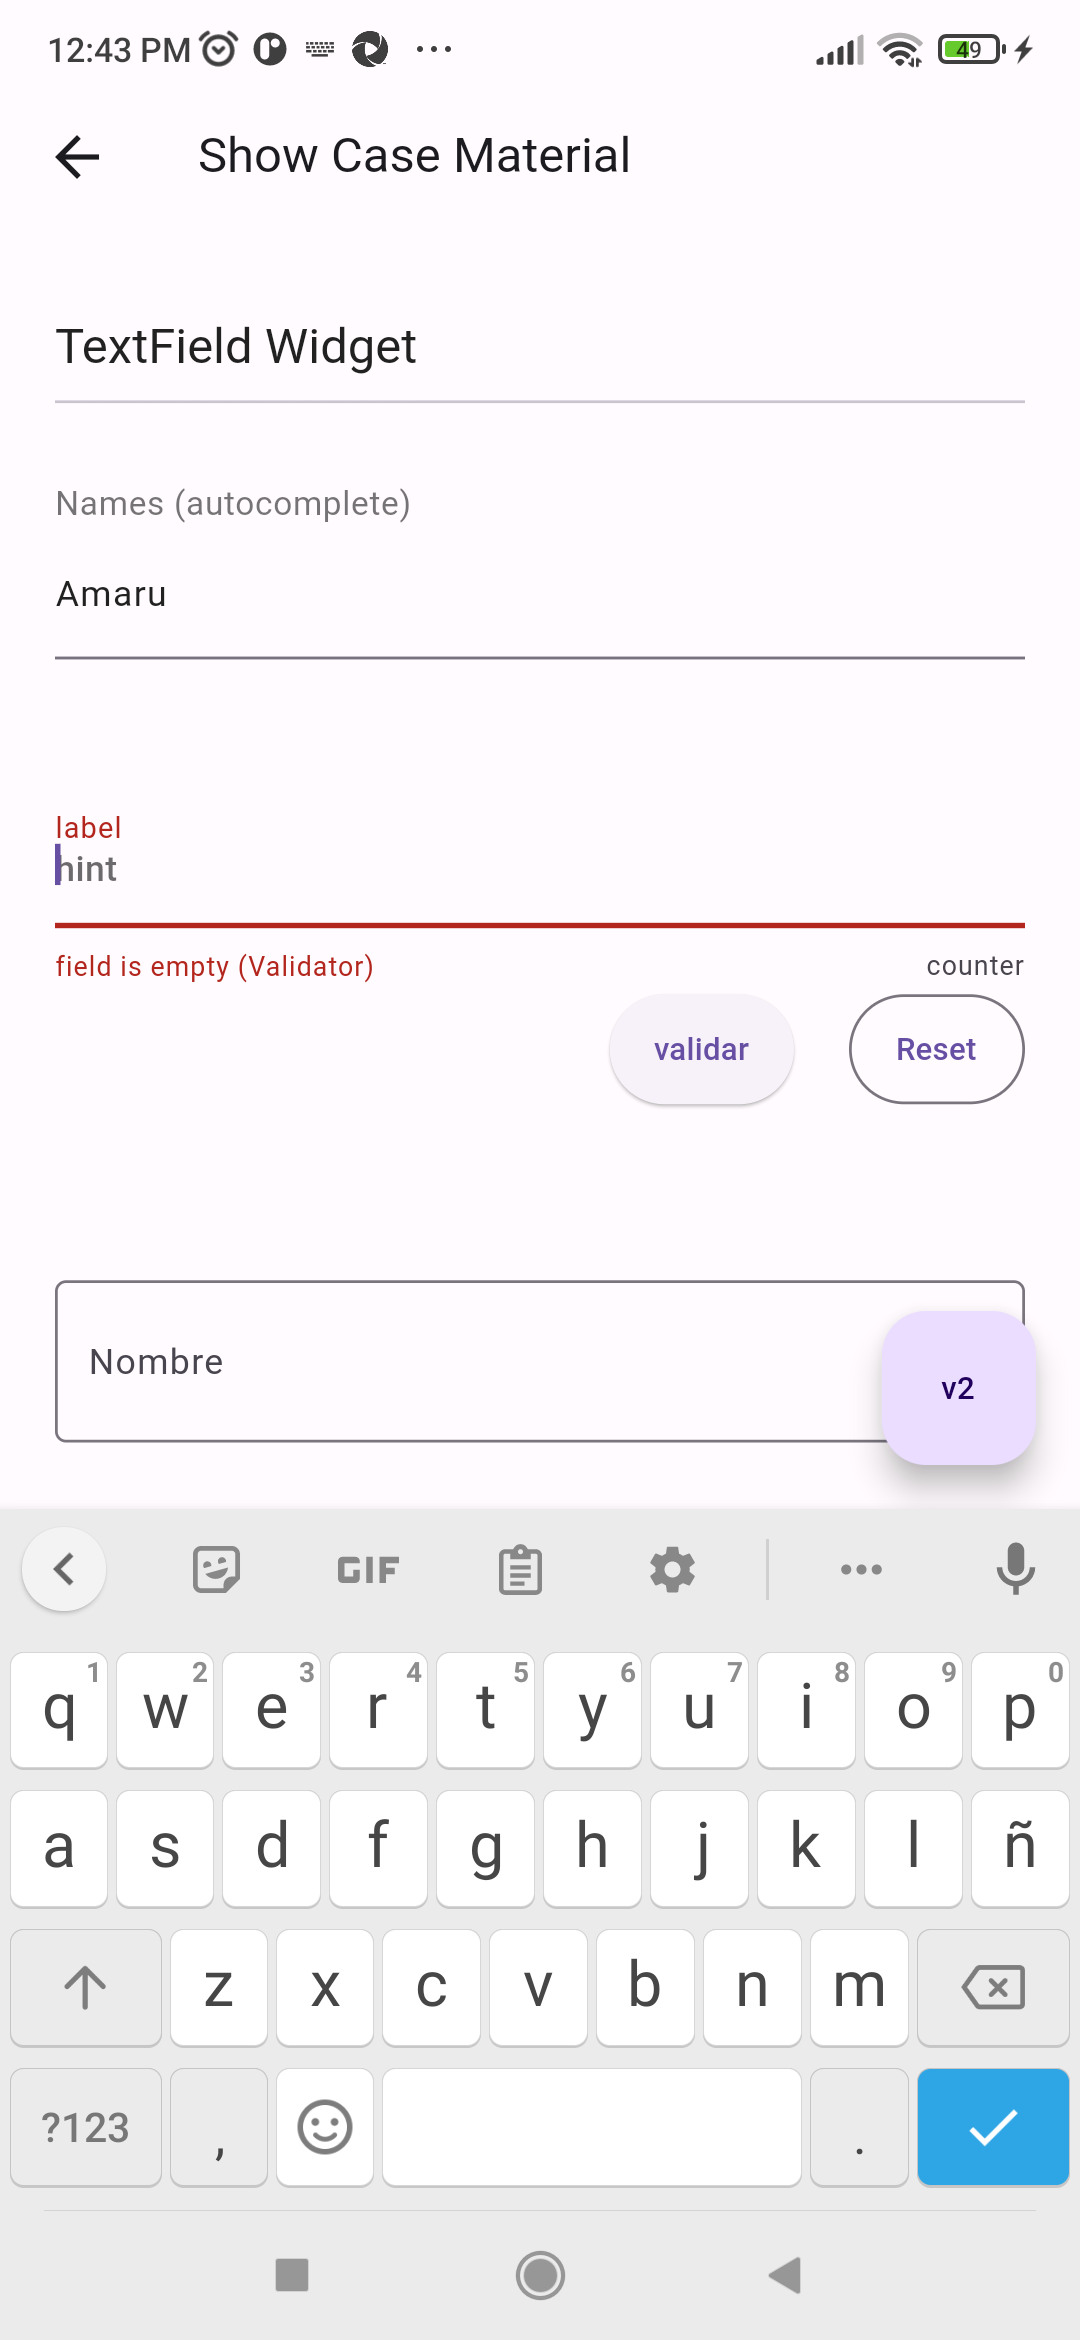 12:43 PM 49
Show Case Material
TextField Widget
Names (autocomplete)
Amaru
label
hint
field is empty (Validator) counter
validar Reset
Nombre
v2
GIF
1 2 3 4 5 6 7 8 9 0
q w e r t y u i o p
a s d f g h j k l ñ
z x c v b n m
?123 , .